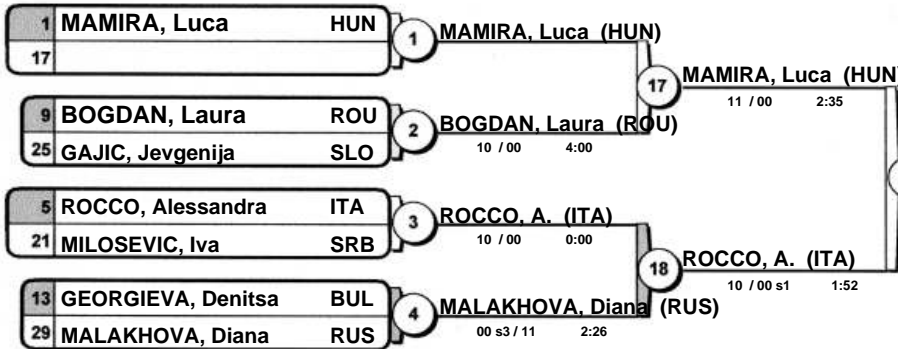 1 MAMIRA, Luca HUN
17
1 MAMIRA, Luca (HUN)
9 BOGDAN, Laura ROU
25 GAJIC, Jevgenija SLO
2 BOGDAN, Laura (ROU)
10 / 00 4:00
17 MAMIRA, Luca (HUN)
11 / 00 2:35
5 ROCCO, Alessandra ITA
21 MILOSEVIC, Iva SRB
3 ROCCO, A. (ITA)
10 / 00 0:00
13 GEORGIEVA, Denitsa BUL
29 MALAKHOVA, Diana RUS
4 MALAKHOVA, Diana (RUS)
00 s3 / 11 2:26
18 ROCCO, A. (ITA)
10 / 00 s1 1:52